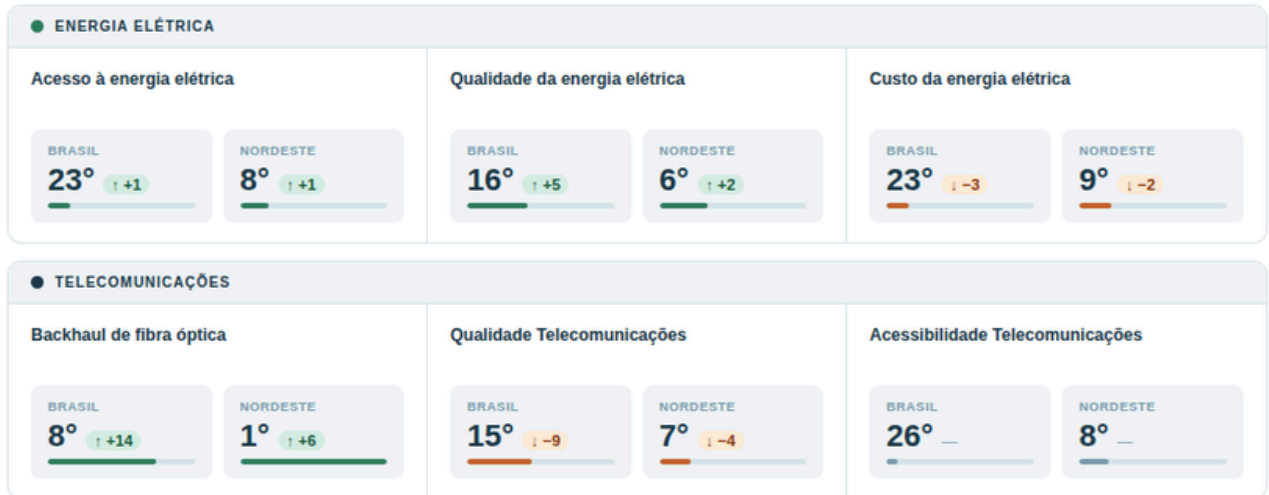 ENERGIA ELÉTRICA
Acesso à energia elétrica
BRASIL
23° ↑ +1
NORDESTE
8° ↑ +1
Qualidade da energia elétrica
BRASIL
16° ↑ +5
NORDESTE
6° ↑ +2
Custo da energia elétrica
BRASIL
23° ↓ −3
NORDESTE
9° ↓ −2
TELECOMUNICAÇÕES
Backhaul de fibra óptica
BRASIL
8° ↑ +14
NORDESTE
1° ↑ +6
Qualidade Telecomunicações
BRASIL
15° ↓ −9
NORDESTE
7° ↓ −4
Acessibilidade Telecomunicações
BRASIL
26° —
NORDESTE
8° —